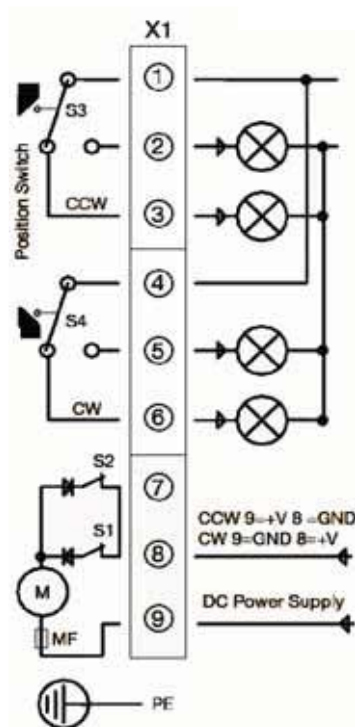 X1
1
S3
2
Position Switch
CCW
3
4
S4
5
CW
6
S2
7
CCW 9=+V 8 =GND
S1
8
CW 9=GND 8=+V
M
DC Power Supply
9
MF
PE